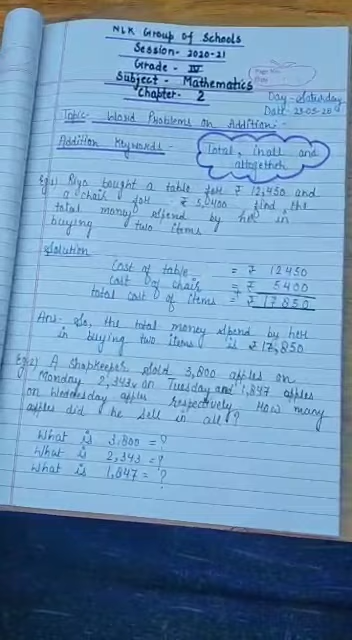 NLK Group of Schools
Session- 2020-21
Grade - IV
Subject - Mathematics
Chapter- 2
Day - Saturday
Topic- Word Problems on Addition:-
Addition Keywords -
Total, inall and
altogether
Eg:1) Riya bought a table for ₹ 12,450 and
a chair for ₹ 5,400 find the
total money spend by her in
buying two items
Solution
Cost of table = ₹ 12450
Cost of chair = ₹ 5400
total cost of items = ₹ 17850
Ans- So, the total money spend by her
in buying two items is ₹ 17,850
Eg:2) A shopkeeper sold 3,800 apples on
Monday 2,343 on Tuesday and 1,847 apples
on Wednesday apples respectively. How many
apples did he sell in all?
What is 3,800 = ?
What is 2,343 = ?
What is 1,847 = ?